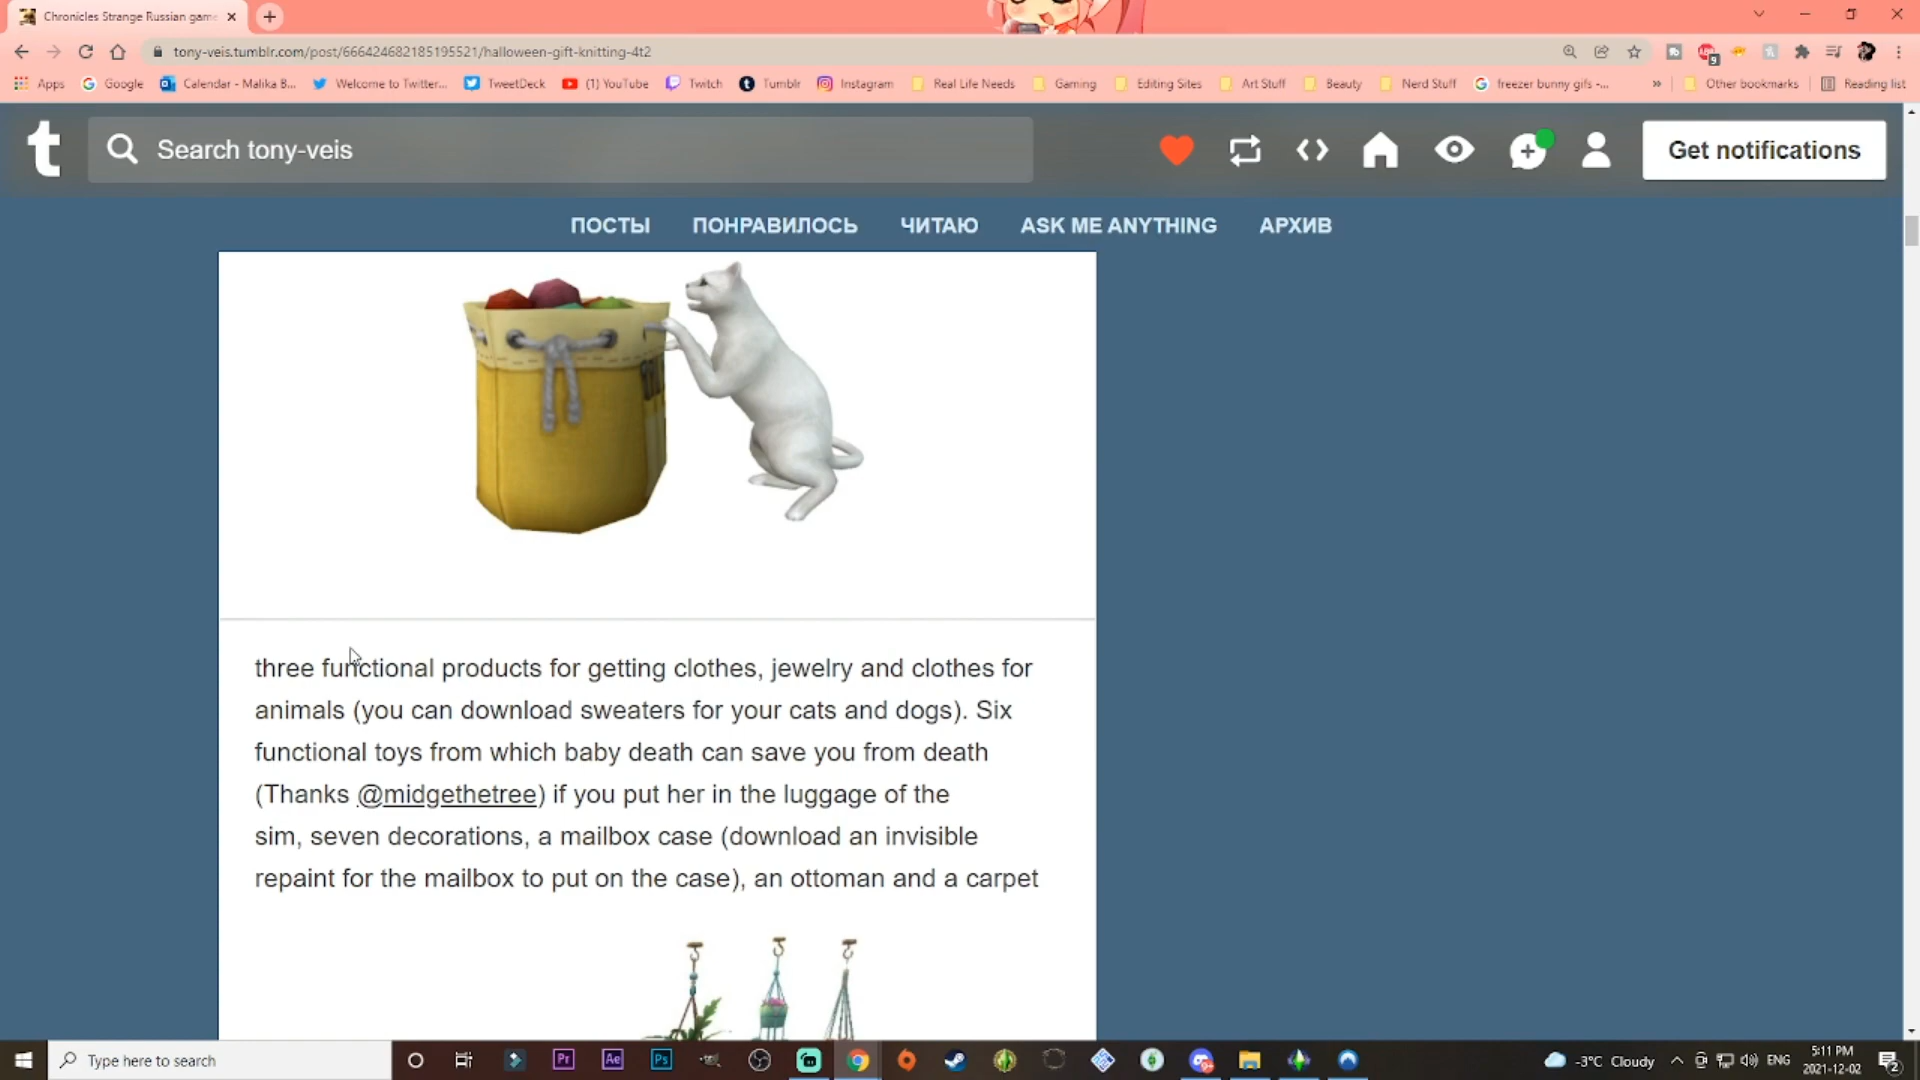 Chronicles Strange Russian game
tony-veis.tumblr.com/post/666424682185195521/halloween-gift-knitting-4t2
9
Apps Google Calendar - Malika B... Welcome to Twitter... TweetDeck (1) YouTube Twitch Tumblr Instagram Real Life Needs Gaming Editing Sites Art Stuff Beauty Nerd Stuff freezer bunny gifs -... » Other bookmarks Reading list
t Search tony-veis Get notifications
ПОСТЫ ПОНРАВИЛОСЬ ЧИТАЮ ASK ME ANYTHING АРХИВ
three functional products for getting clothes, jewelry and clothes for
animals (you can download sweaters for your cats and dogs). Six
functional toys from which baby death can save you from death
(Thanks @midgethetree) if you put her in the luggage of the
sim, seven decorations, a mailbox case (download an invisible
repaint for the mailbox to put on the case), an ottoman and a carpet
Type here to search Pr Ae Ps -3°C Cloudy ENG 5:11 PM
2021-12-02 2